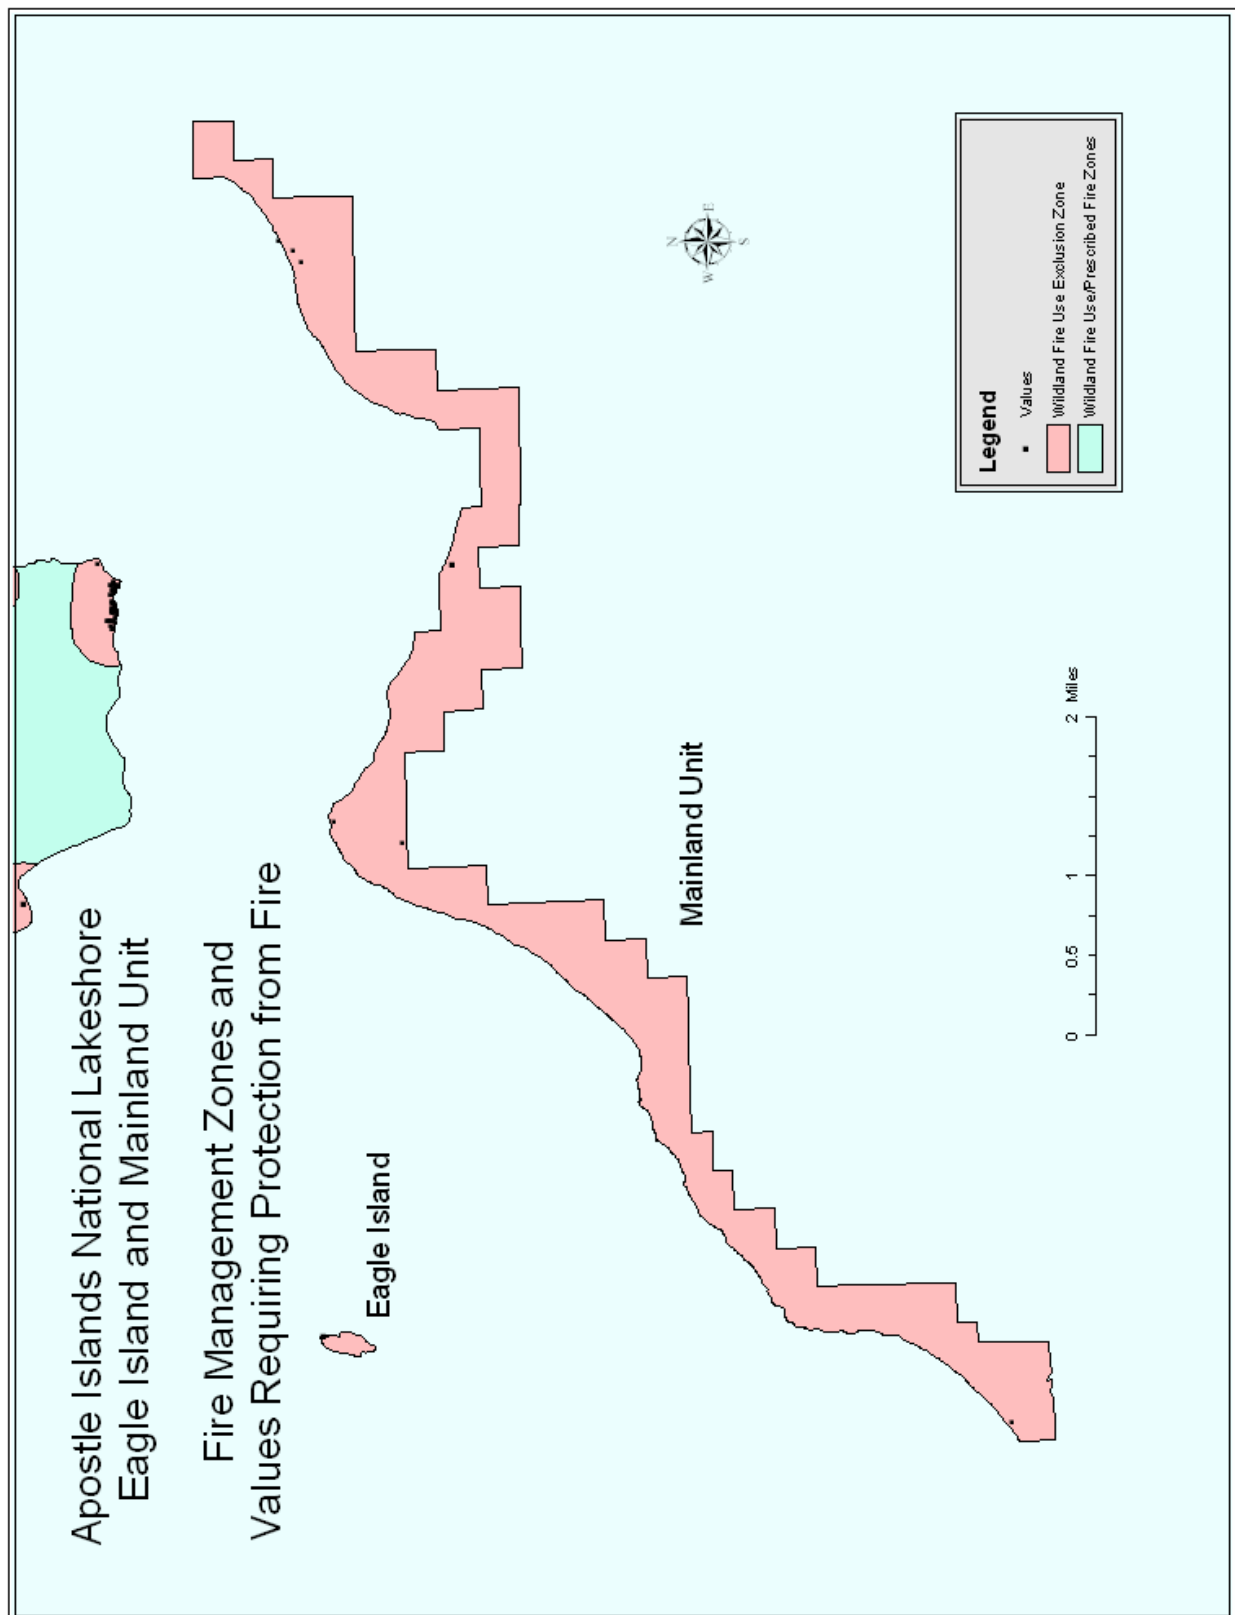 Apostle Islands National Lakeshore
Eagle Island and Mainland Unit
Fire Management Zones and
Values Requiring Protection from Fire
Eagle Island
Mainland Unit
N
W
E
S
0
0.5
1
2 Miles
Legend
Values
Wildland Fire Use Exclusion Zone
Wildland Fire Use/Prescribed Fire Zones